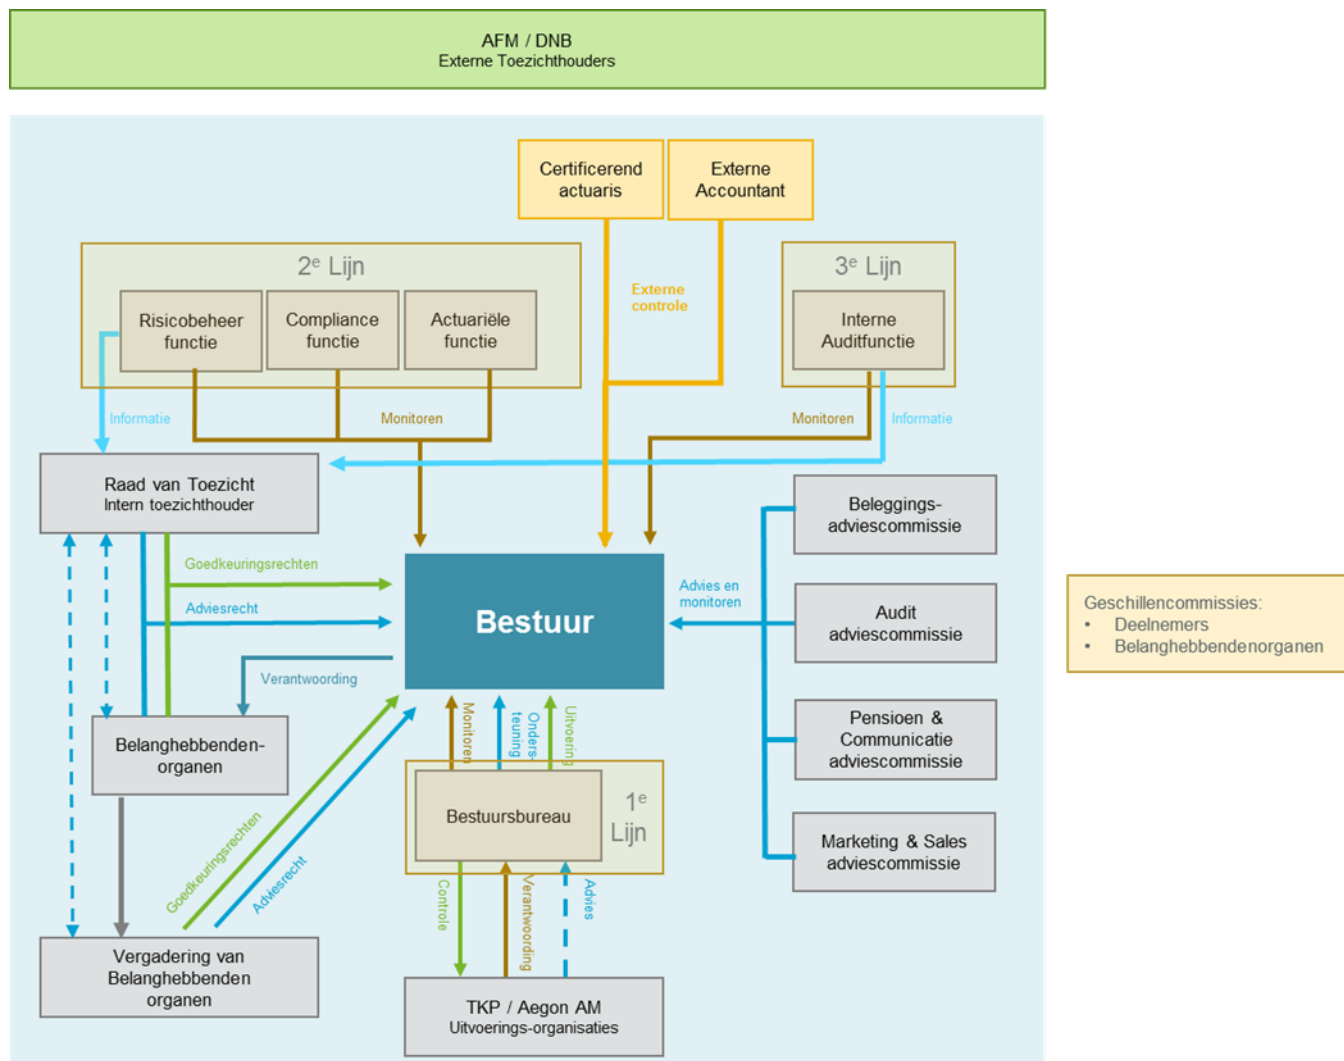 AFM / DNB
Externe Toezichthouders
Certificerend
actuaris
Externe
Accountant
2e Lijn
3e Lijn
Risicobeheer
functie
Compliance
functie
Actuariële
functie
Externe
controle
Interne
Auditfunctie
Informatie
Monitoren
Monitoren
Informatie
Raad van Toezicht
Intern toezichthouder
Beleggings-
adviescommissie
Goedkeuringsrechten
Adviesrecht
Bestuur
Advies en
monitoren
Audit
adviescommissie
Geschillencommissies:
• Deelnemers
• Belanghebbendenorganen
Verantwoording
Belanghebbenden-
organen
Monitoren
Onders-
teuning
Uitvoering
Pensioen &
Communicatie
adviescommissie
Bestuursbureau
1e
Lijn
Marketing & Sales
adviescommissie
Goedkeuringsrechten
Adviesrecht
Controle
Verantwoording
Advies
Vergadering van
Belanghebbenden
organen
TKP / Aegon AM
Uitvoerings-organisaties